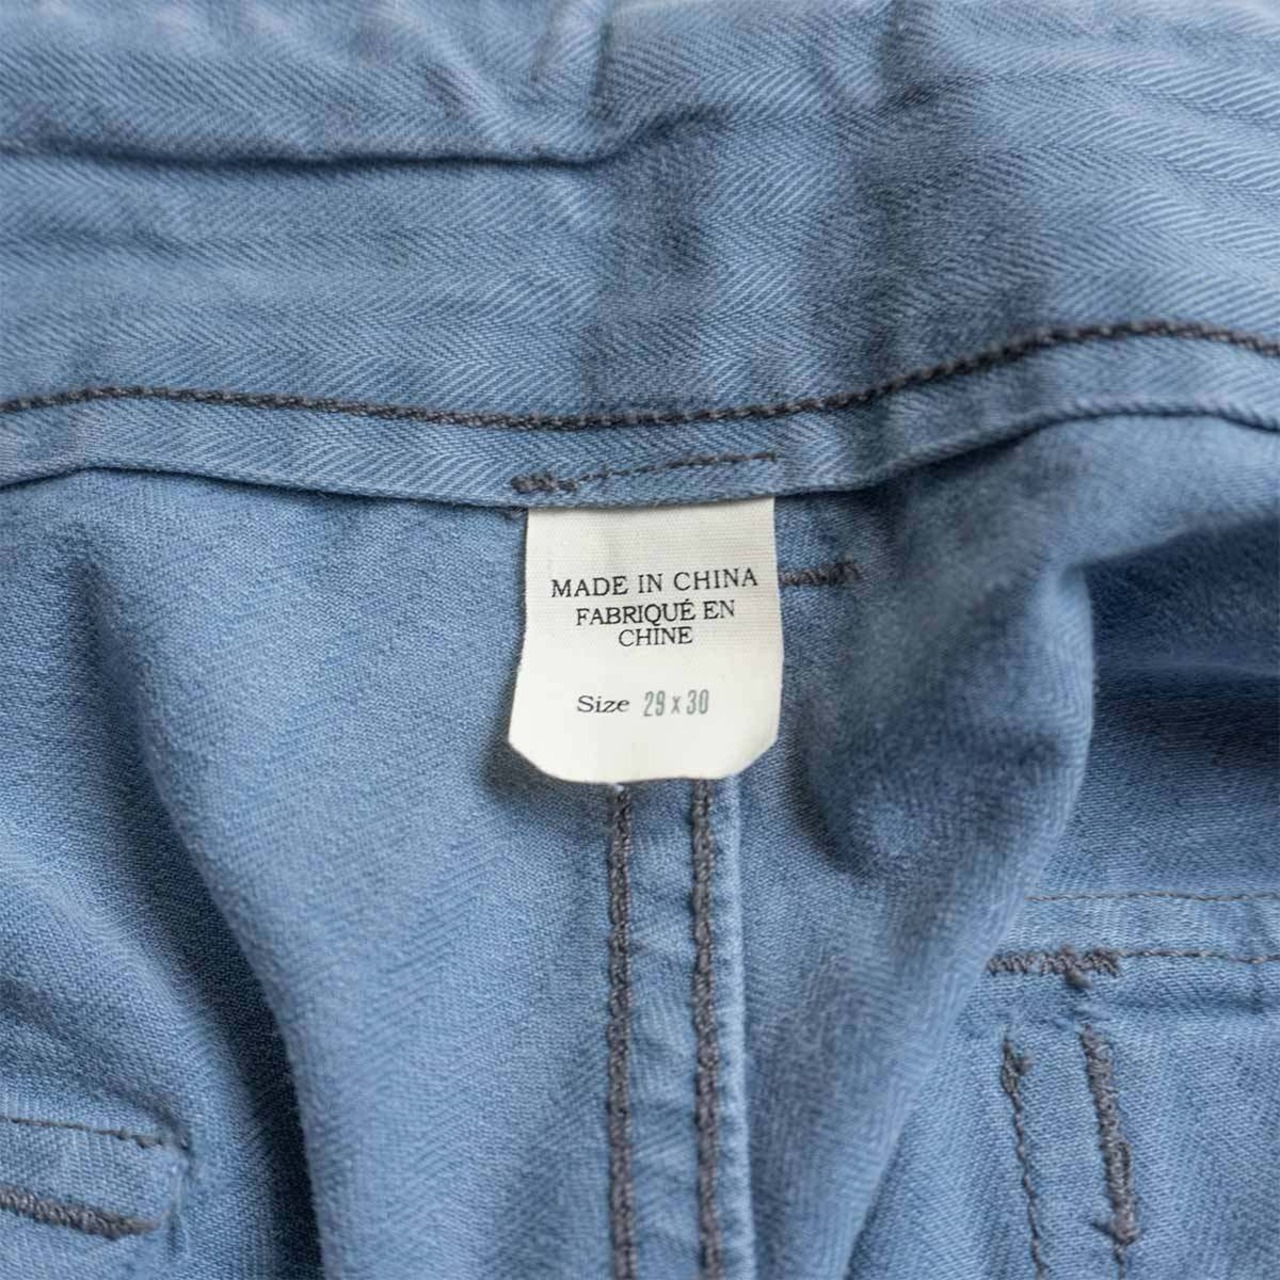 MADE IN CHINA
FABRIQUÉ EN
CHINE
Size 29 x 30